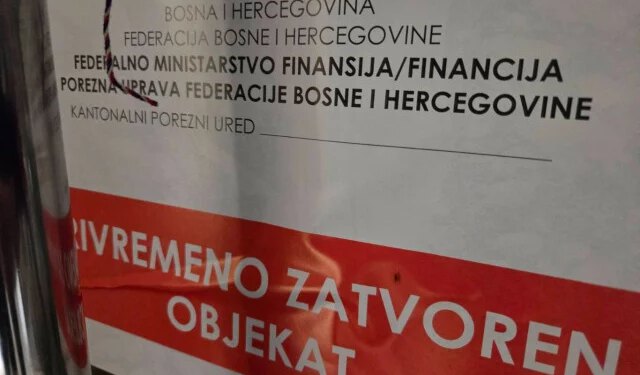 BOSNA I HERCEGOVINA
FEDERACIJA BOSNE I HERCEGOVINE
FEDERALNO MINISTARSTVO FINANSIJA/FINANCIJA
POREZNA UPRAVA FEDERACIJE BOSNE I HERCEGOVINE
KANTONALNI POREZNI URED
RIVREMENO ZATVOREN
OBJEKAT